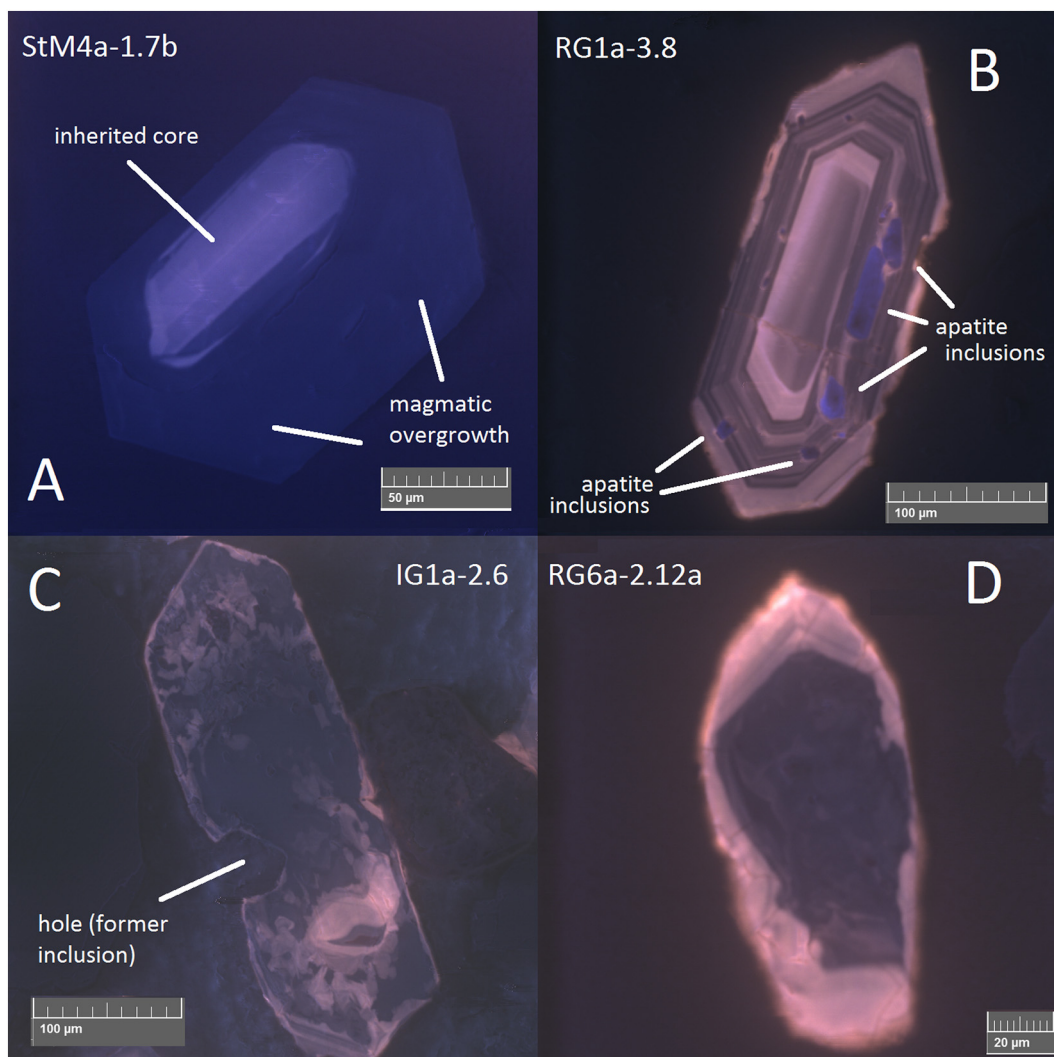 StM4a-1.7b
inherited core
magmatic
overgrowth
A
50 µm
RG1a-3.8
B
apatite
inclusions
apatite
inclusions
100 µm
C
IG1a-2.6
hole (former
inclusion)
100 µm
RG6a-2.12a
D
20 µm